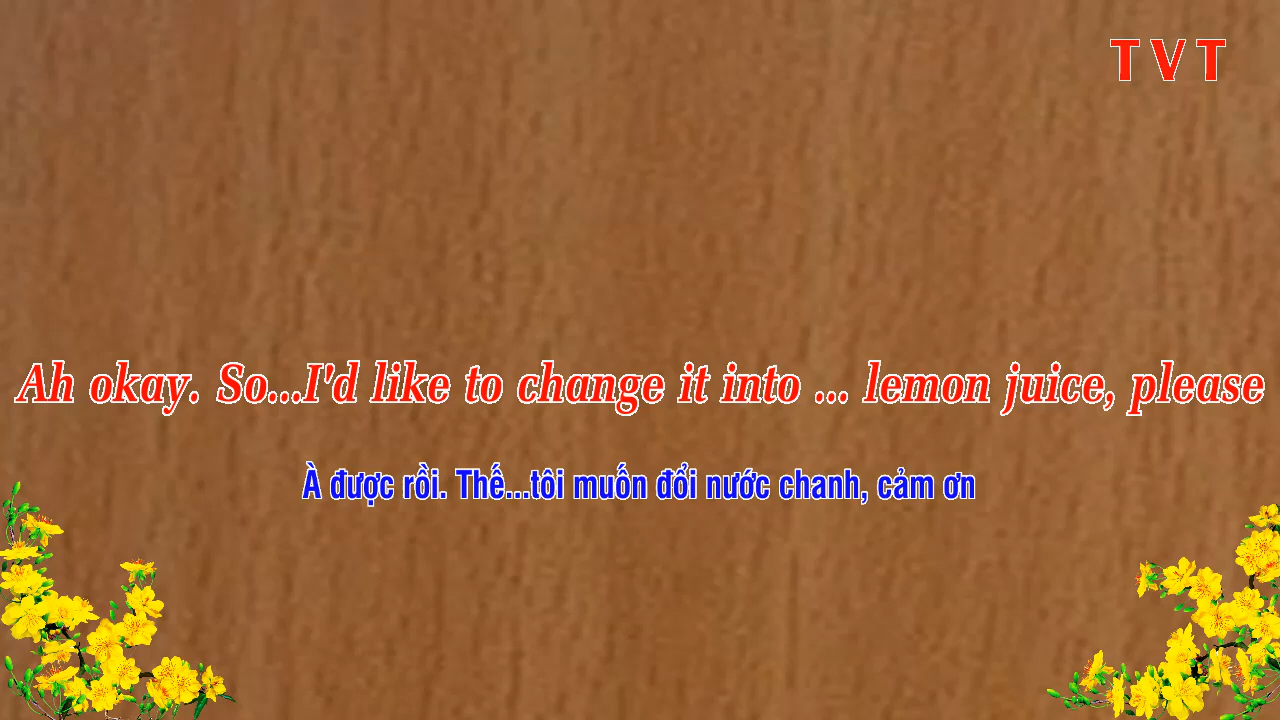 TVT
Ah okay. So...I'd like to change it into ... lemon juice, please
À được rồi. Thế...tôi muốn đổi nước chanh, cảm ơn